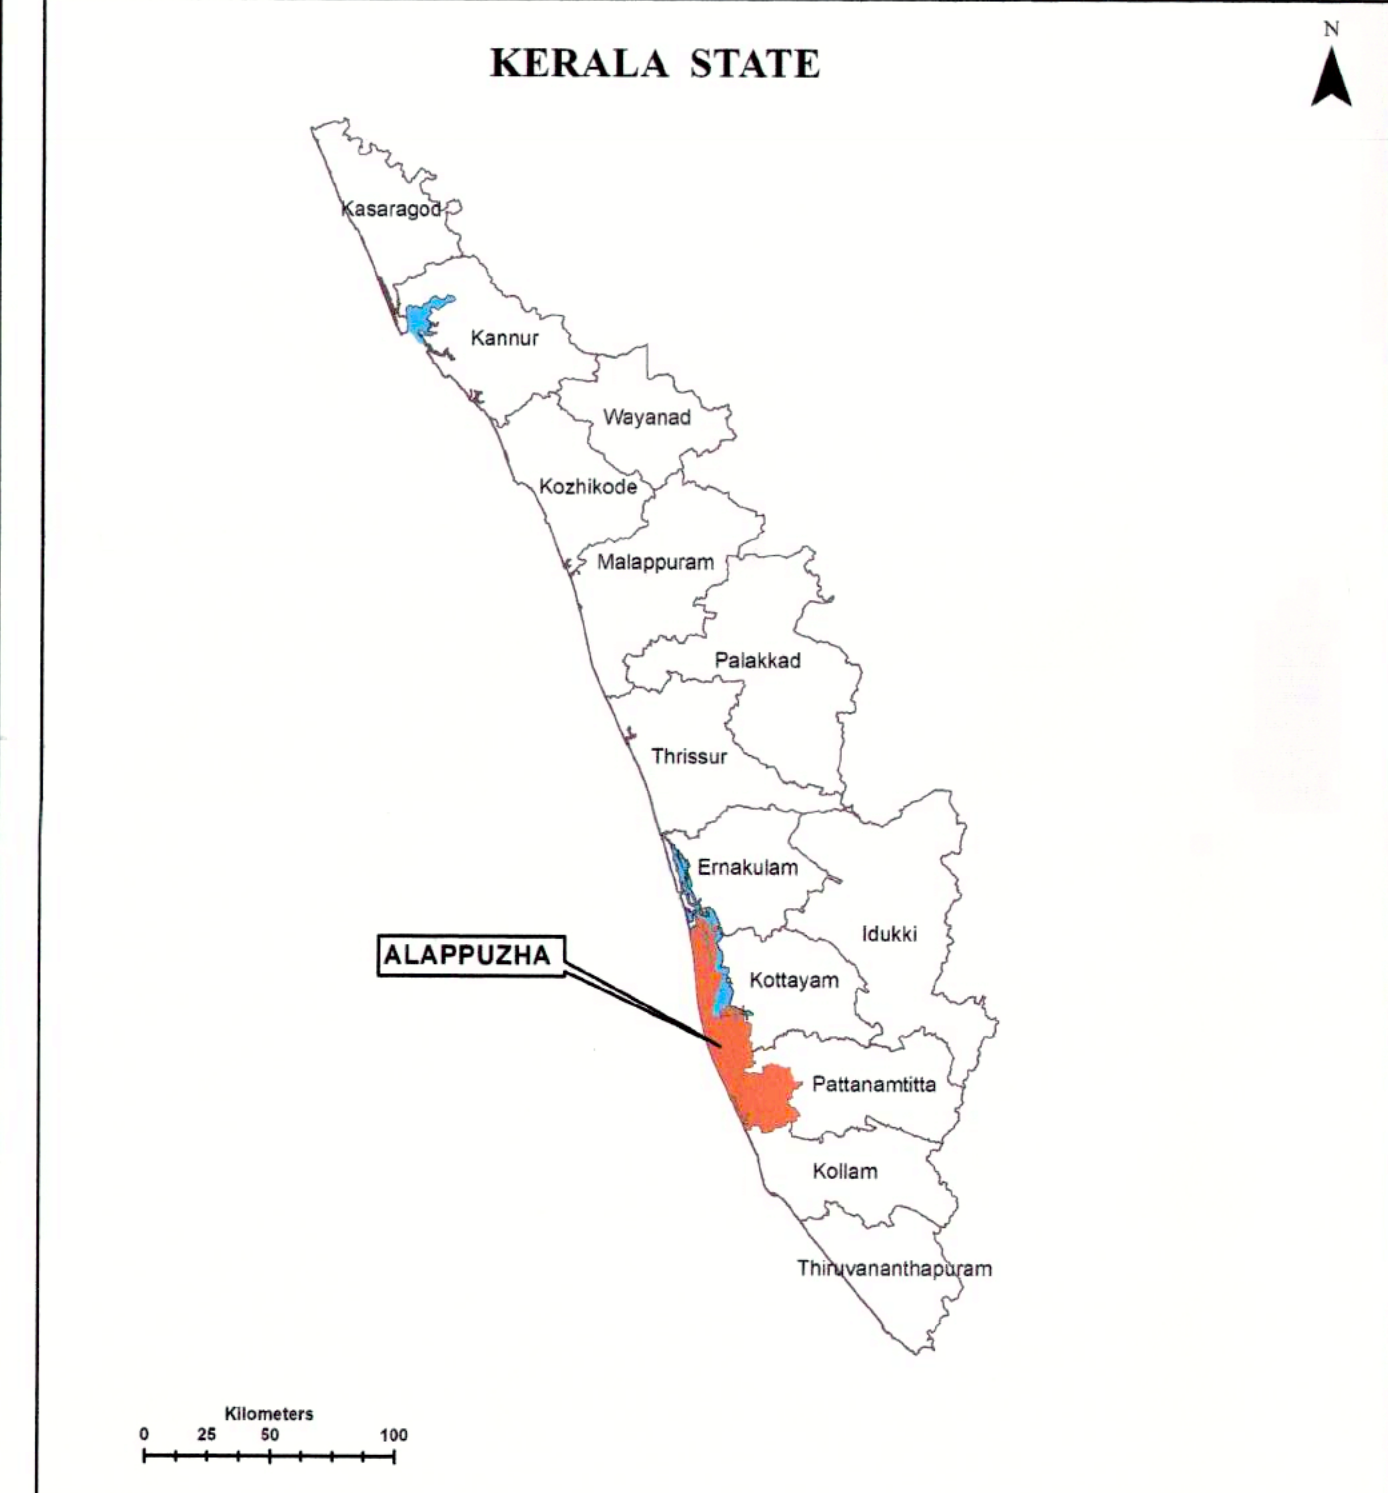 N
KERALA STATE
Kasaragod
Kannur
Wayanad
Kozhikode
Malappuram
Palakkad
Thrissur
Ernakulam
Idukki
ALAPPUZHA
Kottayam
Pattanamtitta
Kollam
Thiruvananthapuram
Kilometers
0 25 50 100